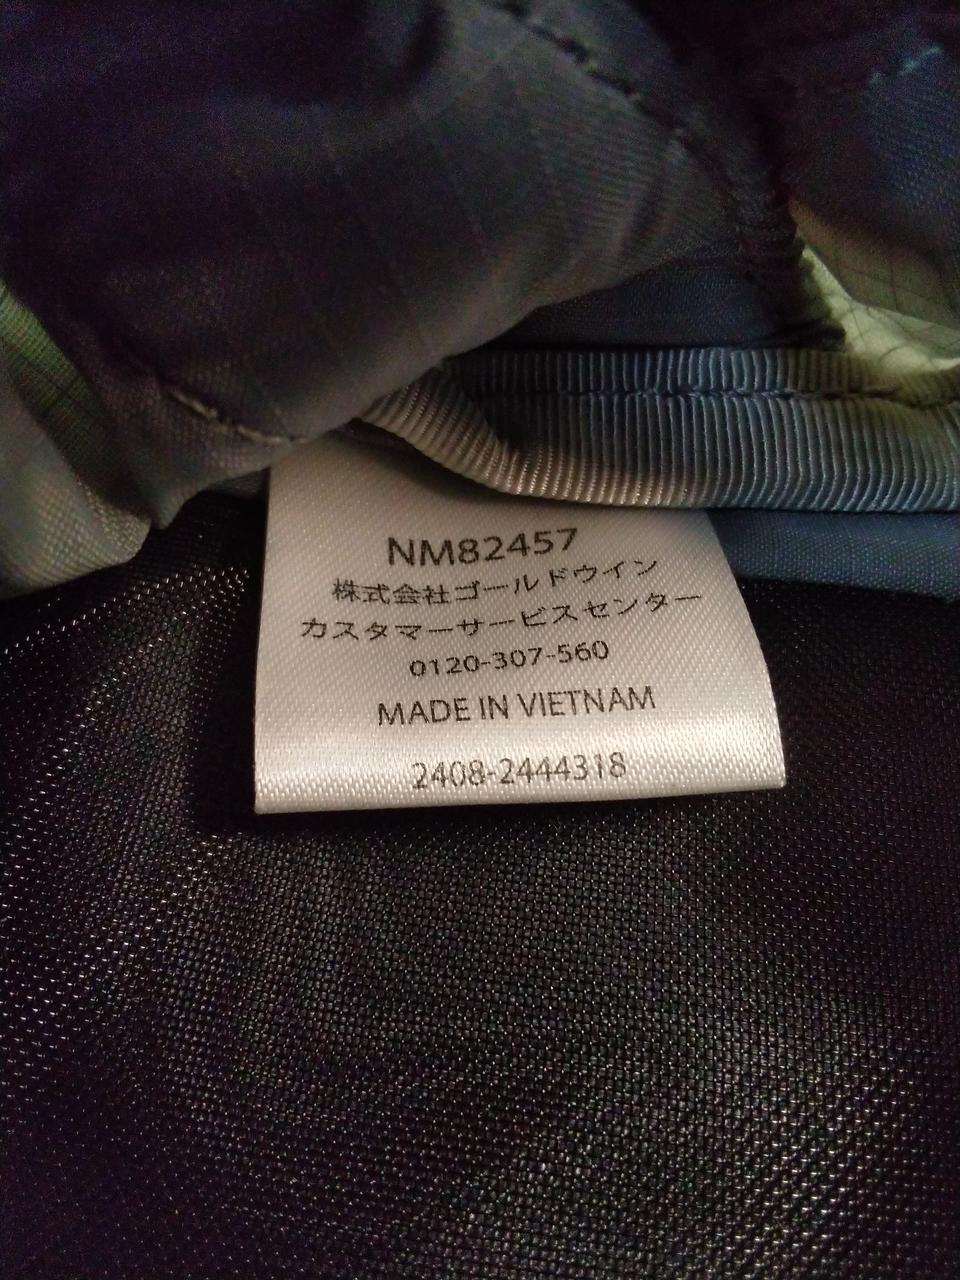 NM82457
株式会社ゴールドウイン
カスタマーサービスセンター
0120-307-560
MADE IN VIETNAM
2408-2444318